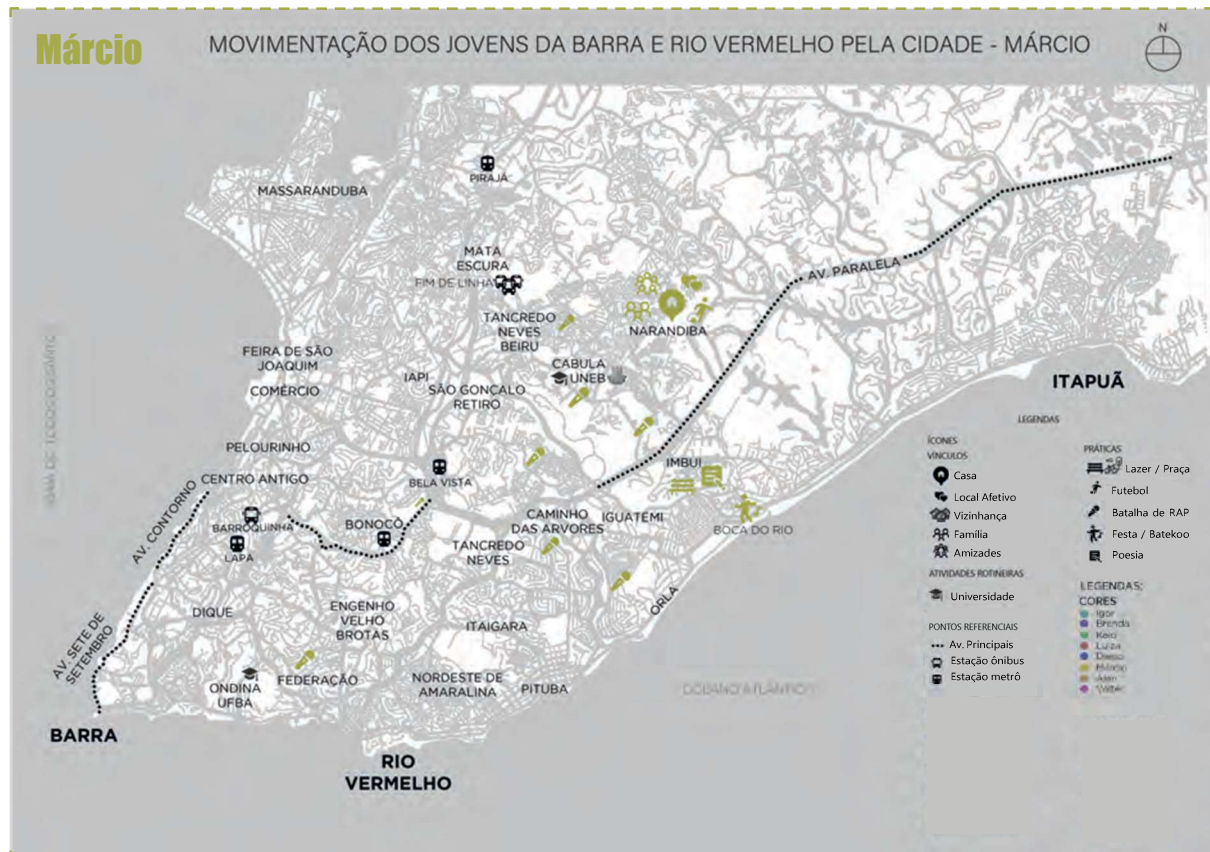 Márcio
MOVIMENTAÇÃO DOS JOVENS DA BARRA E RIO VERMELHO PELA CIDADE - MÁRCIO
N
PIRAJÁ
MASSARANDUBA
MATA
ESCURA
FIM DE LINHA
AV. PARALELA
TANCREDO
NEVES
BEIRU
NARANDIBA
FEIRA DE SÃO
JOAQUIM
CABULA
UNEB
IAPI
COMÉRCIO
SÃO GONÇALO
RETIRO
ITAPUÃ
PELOURINHO
IMBUI
CENTRO ANTIGO
BELA VISTA
AV. CONTORNO
BARROQUINHA
BONOCÔ
CAMINHO
DAS ARVORES
IGUATEMI
BOCA DO RIO
LAPA
TANCREDO
NEVES
ORLA
DIQUE
ENGENHO
VELHO
BROTAS
ITAIGARA
AV. SETE DE
SETEMBRO
FEDERAÇÃO
ONDINA
UFBA
NORDESTE DE
AMARALINA
PITUBA
BARRA
RIO
VERMELHO
LEGENDAS
ÍCONES
VÍNCULOS
Casa
Local Afetivo
Vizinhança
Família
Amizades
ATIVIDADES ROTINEIRAS
Universidade
PONTOS REFERENCIAIS
Av. Principais
Estação ônibus
Estação metrô
PRÁTICAS
Lazer / Praça
Futebol
Batalha de RAP
Festa / Batekoo
Poesia
LEGENDAS:
CORES
Igor
Brenda
Luiza
Márcio